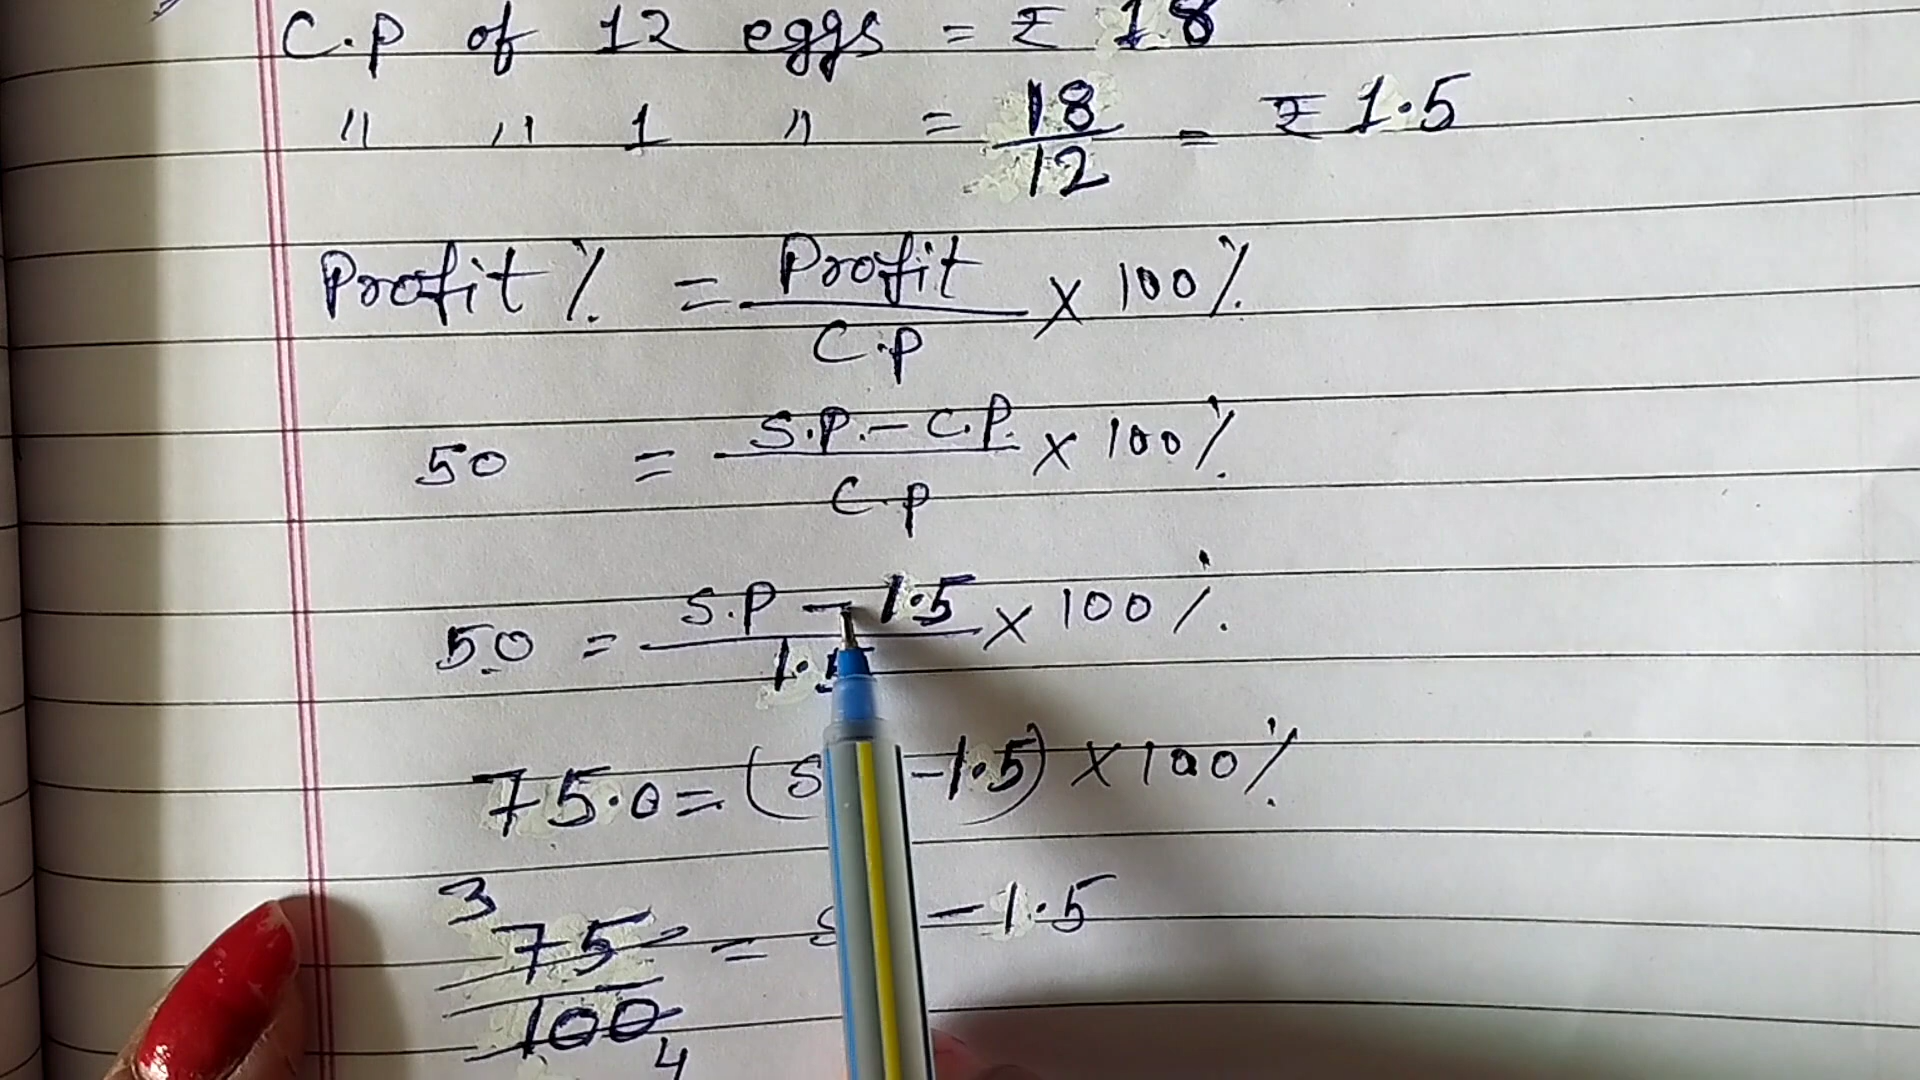 C.P of 12 eggs = ₹ 18
" " 1 " = 18/12 = ₹ 1.5
Profit % = Profit/C.P × 100%
50 = S.P. - C.P./C.P × 100%
50 = S.P - 1.5/1.5 × 100%
75.0 = (S - 1.5) × 100%
3
75/100 = S - 1.5
4